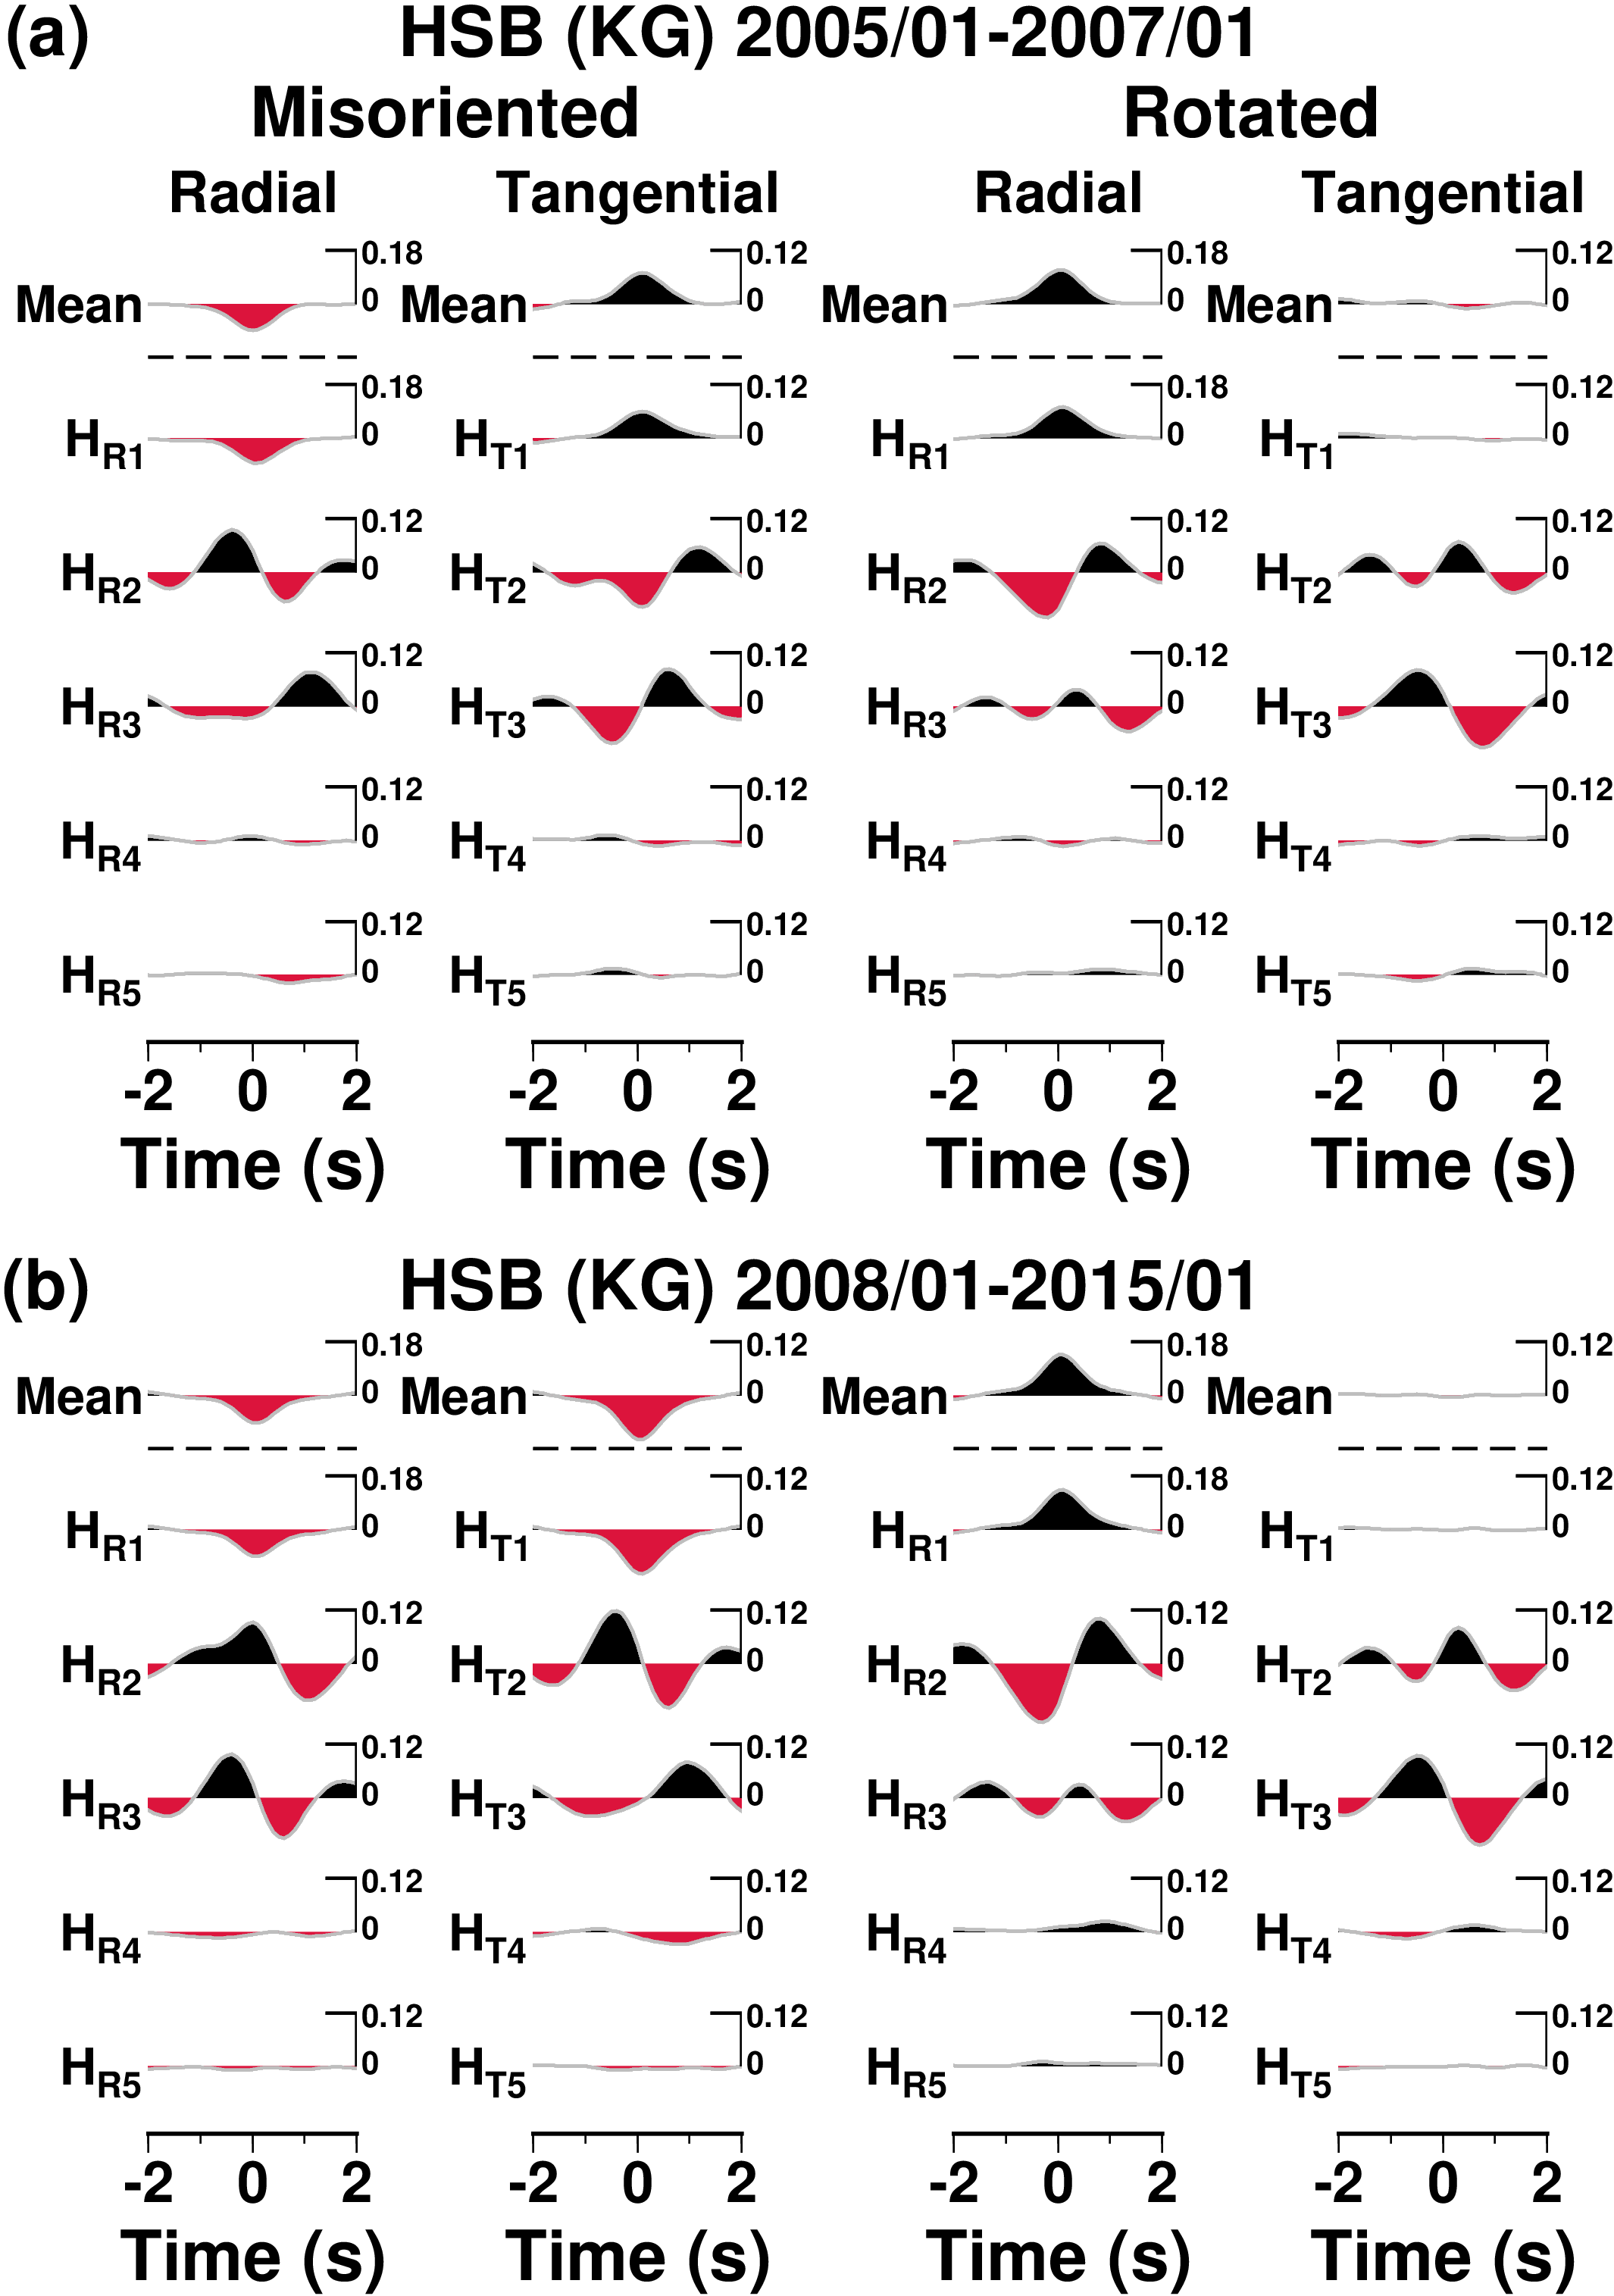 (a) HSB (KG) 2005/01-2007/01
Misoriented Rotated
Radial Tangential Radial Tangential
0.18 0.12 0.18 0.12
Mean 0 Mean 0 Mean 0 Mean 0
0.18 0.12 0.18 0.12
HR1 0 HT1 0 HR1 0 HT1 0
0.12 0.12 0.12 0.12
HR2 0 HT2 0 HR2 0 HT2 0
0.12 0.12 0.12 0.12
HR3 0 HT3 0 HR3 0 HT3 0
0.12 0.12 0.12 0.12
HR4 0 HT4 0 HR4 0 HT4 0
0.12 0.12 0.12 0.12
HR5 0 HT5 0 HR5 0 HT5 0
-2 0 2 -2 0 2 -2 0 2 -2 0 2
Time (s) Time (s) Time (s) Time (s)
(b) HSB (KG) 2008/01-2015/01
0.18 0.12 0.18 0.12
Mean 0 Mean 0 Mean 0 Mean 0
0.18 0.12 0.18 0.12
HR1 0 HT1 0 HR1 0 HT1 0
0.12 0.12 0.12 0.12
HR2 0 HT2 0 HR2 0 HT2 0
0.12 0.12 0.12 0.12
HR3 0 HT3 0 HR3 0 HT3 0
0.12 0.12 0.12 0.12
HR4 0 HT4 0 HR4 0 HT4 0
0.12 0.12 0.12 0.12
HR5 0 HT5 0 HR5 0 HT5 0
-2 0 2 -2 0 2 -2 0 2 -2 0 2
Time (s) Time (s) Time (s) Time (s)